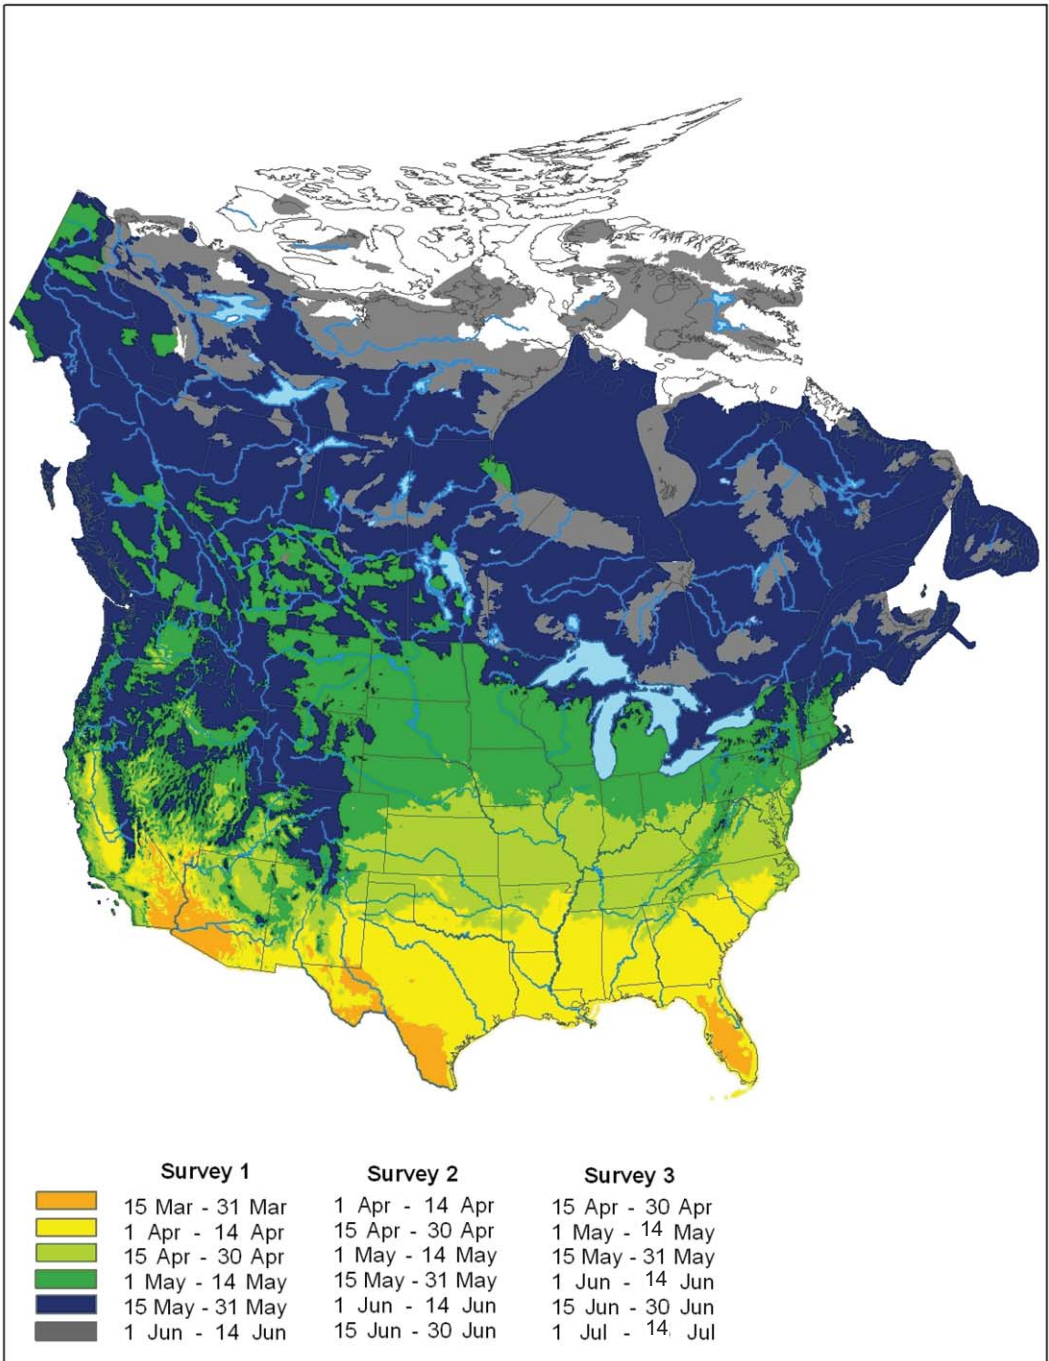 Survey 1 Survey 2 Survey 3
15 Mar - 31 Mar 1 Apr - 14 Apr 15 Apr - 30 Apr
1 Apr - 14 Apr 15 Apr - 30 Apr 1 May - 14 May
15 Apr - 30 Apr 1 May - 14 May 15 May - 31 May
1 May - 14 May 15 May - 31 May 1 Jun - 14 Jun
15 May - 31 May 1 Jun - 14 Jun 15 Jun - 30 Jun
1 Jun - 14 Jun 15 Jun - 30 Jun 1 Jul - 14 Jul